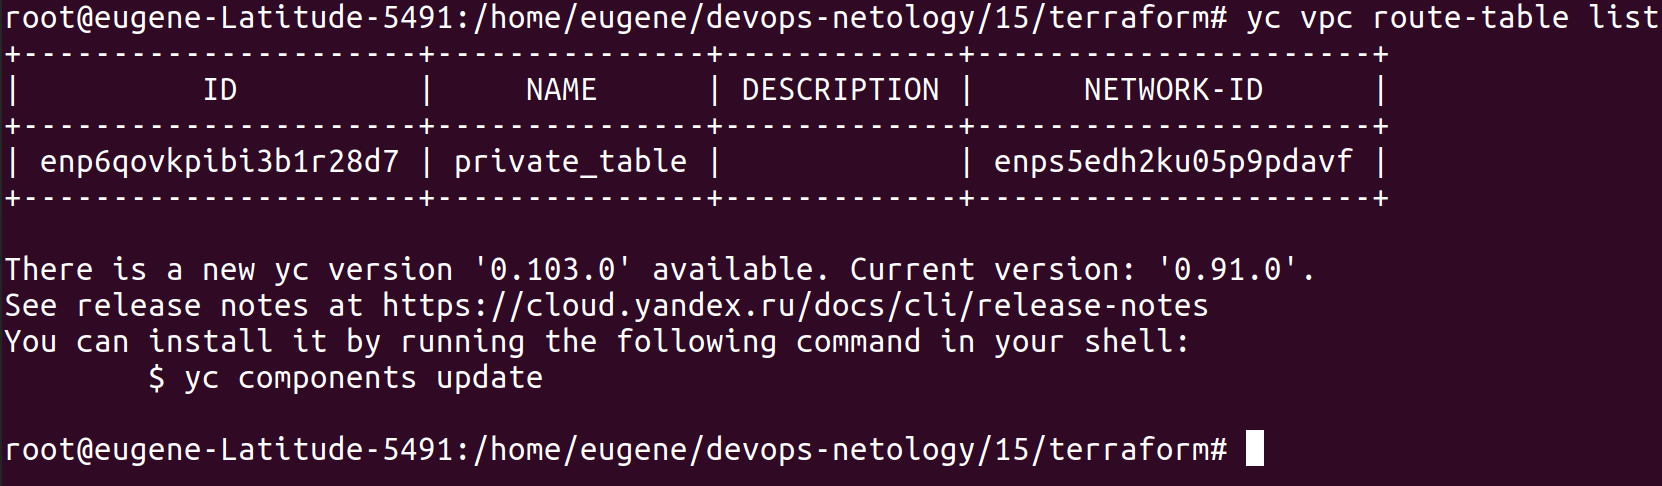 root@eugene-Latitude-5491:/home/eugene/devops-netology/15/terraform# yc vpc route-table list
+----------------------+---------------+-------------+----------------------+
|          ID          |     NAME      | DESCRIPTION |      NETWORK-ID      |
+----------------------+---------------+-------------+----------------------+
| enp6qovkpibi3b1r28d7 | private_table |             | enps5edh2ku05p9pdavf |
+----------------------+---------------+-------------+----------------------+
There is a new yc version '0.103.0' available. Current version: '0.91.0'.
See release notes at https://cloud.yandex.ru/docs/cli/release-notes
You can install it by running the following command in your shell:
        $ yc components update
root@eugene-Latitude-5491:/home/eugene/devops-netology/15/terraform#